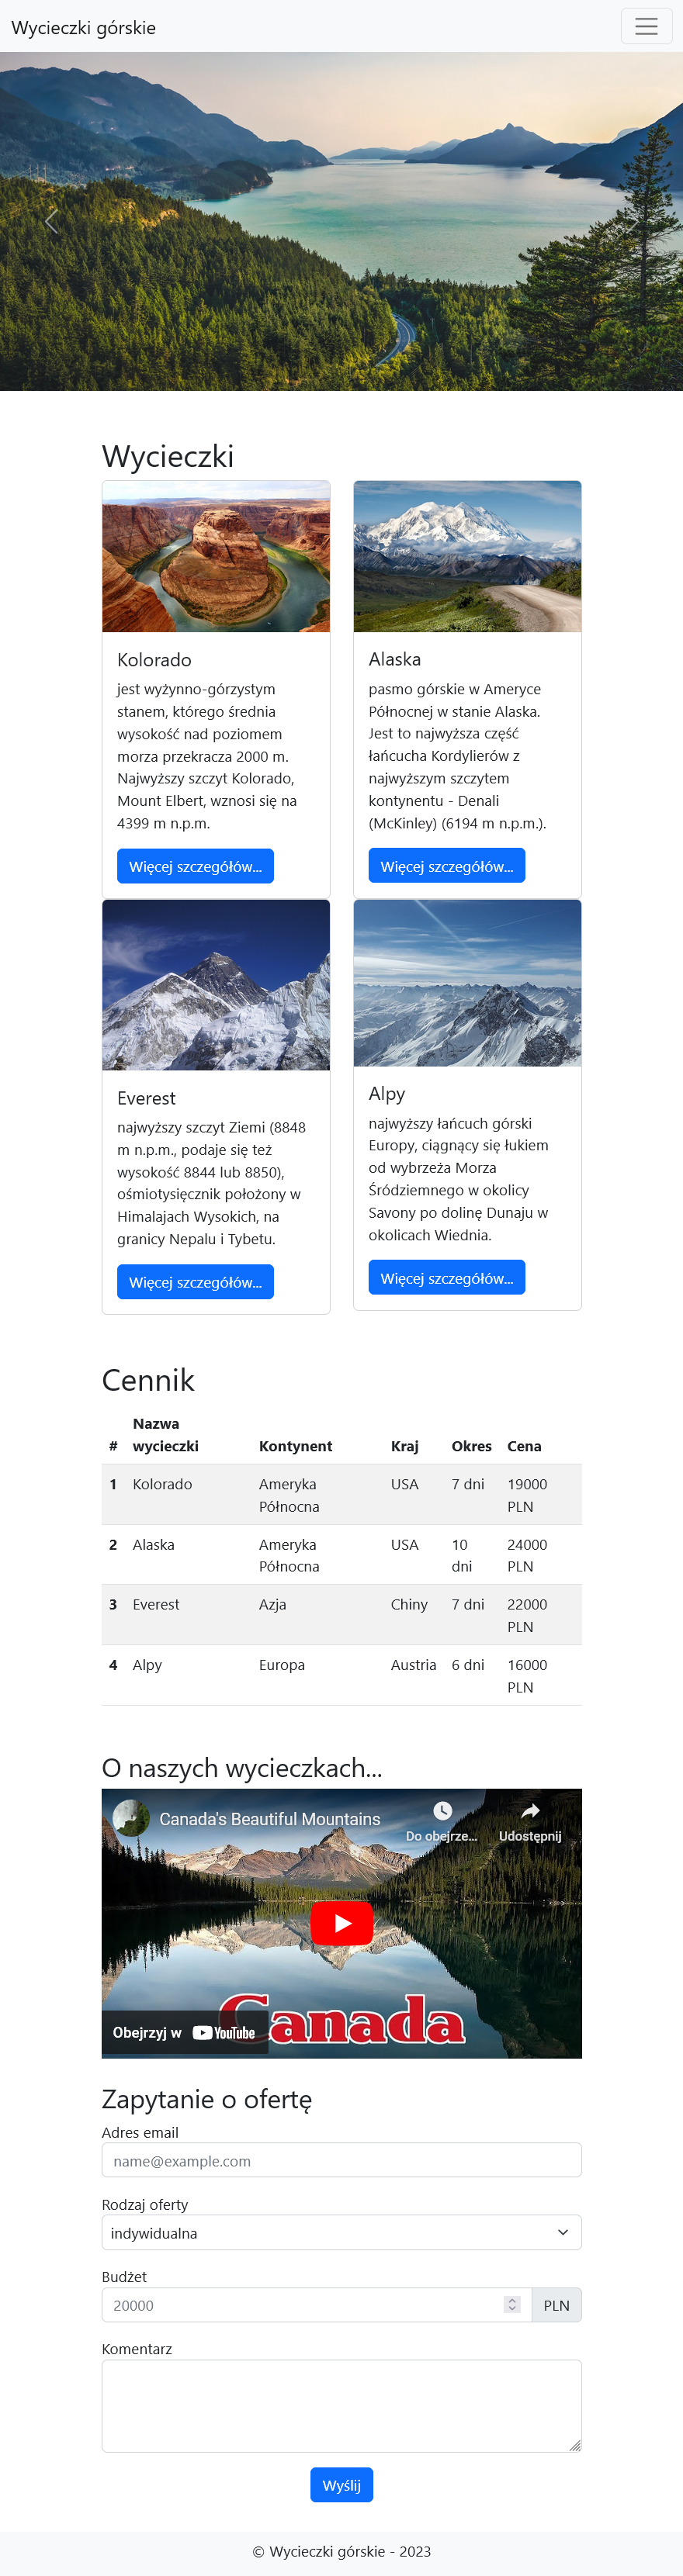 Wycieczki górskie
Wycieczki
Kolorado
jest wyżynno-górzystym
stanem, którego średnia
wysokość nad poziomem
morza przekracza 2000 m.
Najwyższy szczyt Kolorado,
Mount Elbert, wznosi się na
4399 m n.p.m.
Więcej szczegółów...
Alaska
pasmo górskie w Ameryce
Północnej w stanie Alaska.
Jest to najwyższa część
łańcucha Kordylierów z
najwyższym szczytem
kontynentu - Denali
(McKinley) (6194 m n.p.m.).
Więcej szczegółów...
Everest
najwyższy szczyt Ziemi (8848
m n.p.m., podaje się też
wysokość 8844 lub 8850),
ośmiotysięcznik położony w
Himalajach Wysokich, na
granicy Nepalu i Tybetu.
Więcej szczegółów...
Alpy
najwyższy łańcuch górski
Europy, ciągnący się łukiem
od wybrzeża Morza
Śródziemnego w okolicy
Savony po dolinę Dunaju w
okolicach Wiednia.
Więcej szczegółów...
Cennik
# Nazwa wycieczki Kontynent Kraj Okres Cena
1 Kolorado Ameryka Północna USA 7 dni 19000 PLN
2 Alaska Ameryka Północna USA 10 dni 24000 PLN
3 Everest Azja Chiny 7 dni 22000 PLN
4 Alpy Europa Austria 6 dni 16000 PLN
O naszych wycieczkach...
Canada's Beautiful Mountains
Do obejrze...
Udostępnij
Canada
Obejrzyj w YouTube
Zapytanie o ofertę
Adres email
name@example.com
Rodzaj oferty
indywidualna
Budżet
20000 PLN
Komentarz
Wyślij
© Wycieczki górskie - 2023